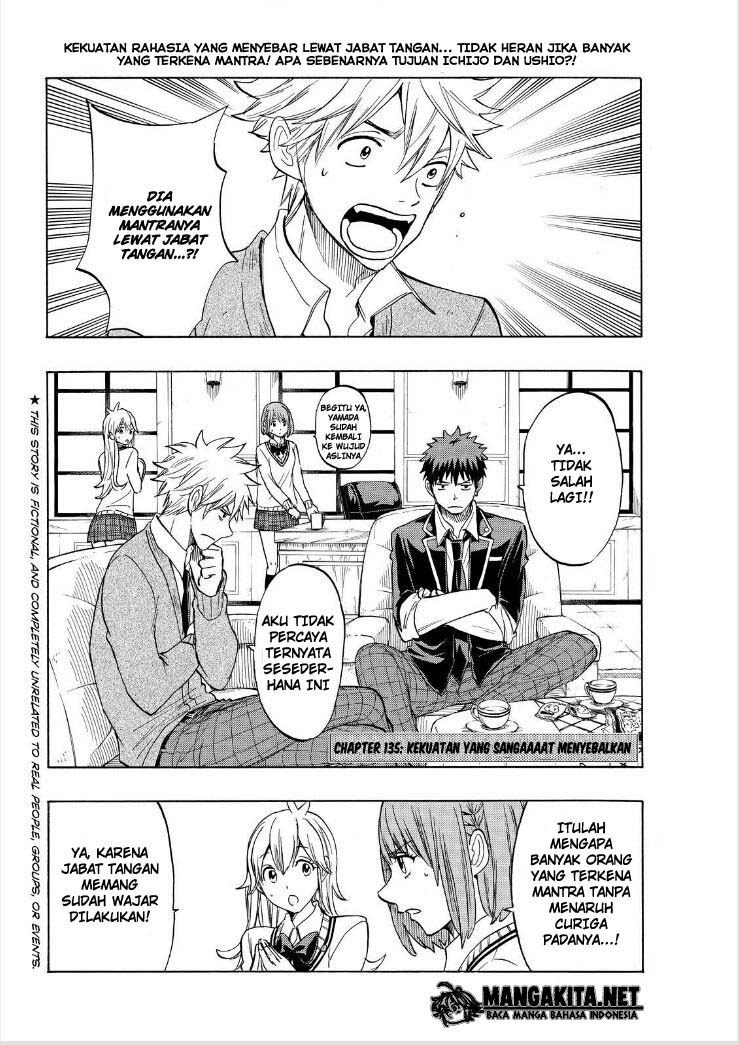 KEKUATAN RAHASIA YANG MENYEBAR LEWAT JABAT TANGAN... TIDAK HERAN JIKA BANYAK
YANG TERKENA MANTRA! APA SEBENARNYA TUJUAN ICHIJO DAN USHIO?!
DIA
MENGGUNAKAN
MANTRANYA
LEWAT JABAT
TANGAN...?!
YA...
TIDAK
SALAH
LAGI!!
BEGITU YA,
YAMADA
SUDAH
KEMBALI
KE WUJUD
ASLINYA
AKU TIDAK
PERCAYA
TERNYATA
SESEDER-
HANA INI
CHAPTER 135: KEKUATAN YANG SANGAAAAT MENYEBALKAN
★ THIS STORY IS FICTIONAL, AND COMPLETELY UNRELATED TO REAL PEOPLE, GROUPS, OR EVENTS.
ITULAH
MENGAPA
BANYAK ORANG
YANG TERKENA
MANTRA TANPA
MENARUH
CURIGA
PADANYA...!
YA, KARENA
JABAT TANGAN
MEMANG
SUDAH WAJAR
DILAKUKAN!
MANGAKITA.NET
BACA MANGA BAHASA INDONESIA